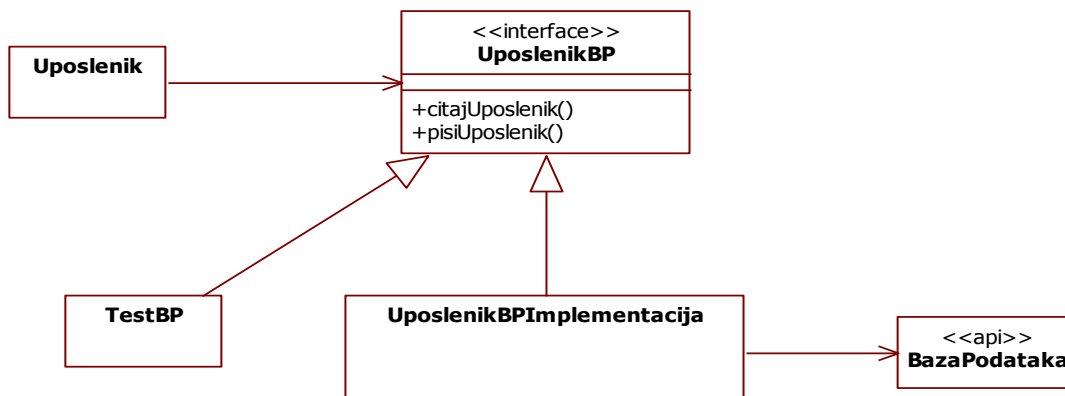 <<interface>>
UposlenikBP
Uposlenik
+citajUposlenik()
+pisiUposlenik()
TestBP
UposlenikBPImplementacija
<<api>>
BazaPodataka